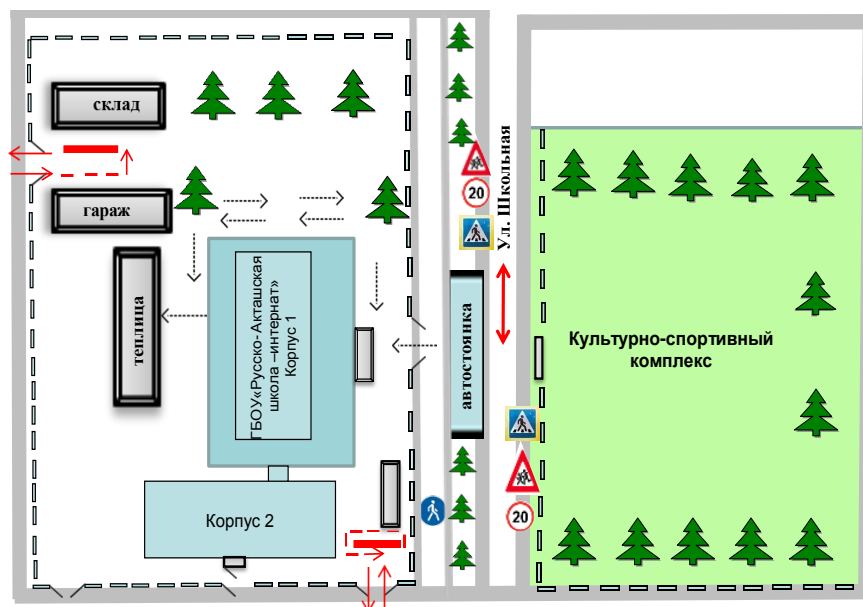 склад
гараж
теплица
ГБОУ«Русско- Акташская
школа –интернат»
Корпус 1
Корпус 2
автостоянка
Ул. Школьная
20
Культурно-спортивный
комплекс
20